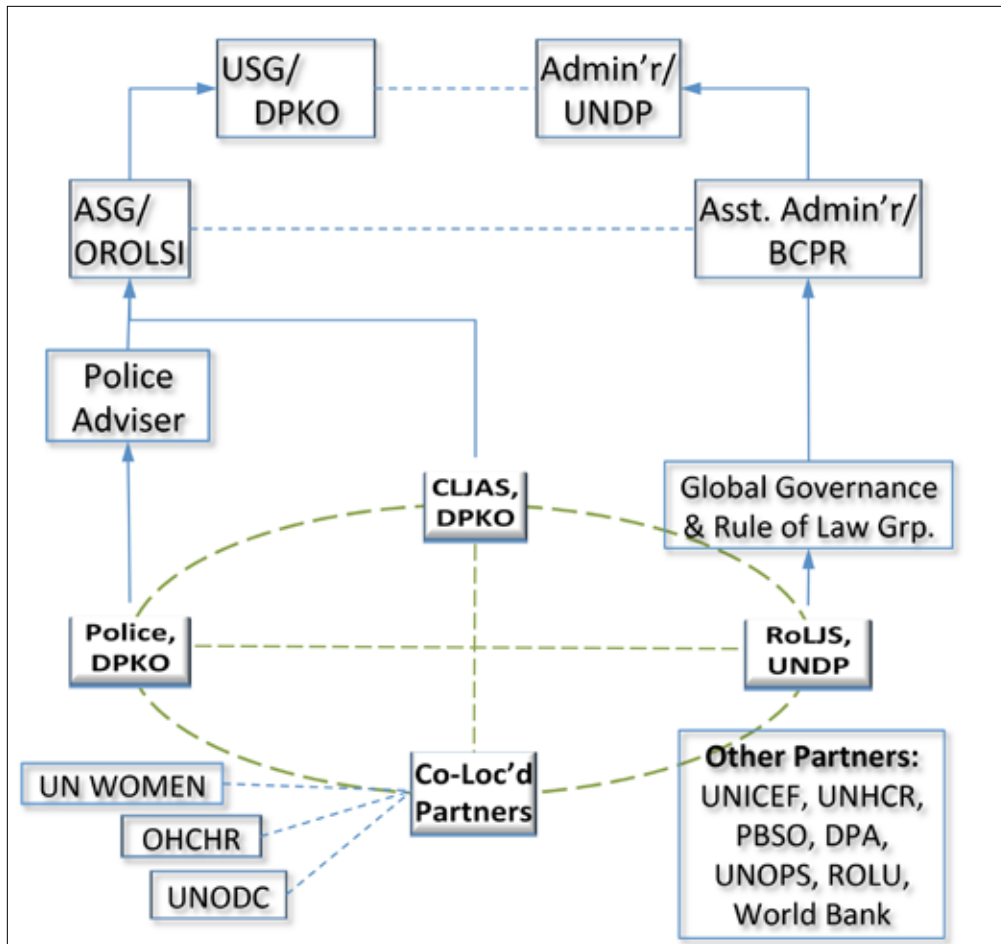 USG/
DPKO
Admin’r/
UNDP
ASG/
OROLSI
Asst. Admin’r/
BCPR
Police
Adviser
CLJAS,
DPKO
Global Governance
& Rule of Law Grp.
Police,
DPKO
RoLJS,
UNDP
Co-Loc’d
Partners
UN WOMEN
OHCHR
UNODC
Other Partners:
UNICEF, UNHCR,
PBSO, DPA,
UNOPS, ROLU,
World Bank